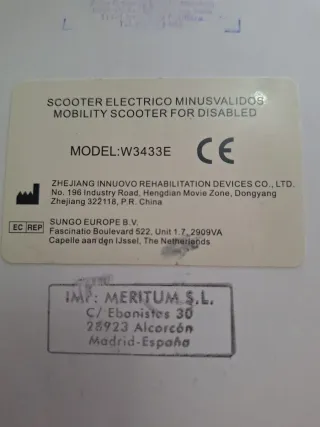 SCOOTER ELECTRICO MINUSVALIDOS
MOBILITY SCOOTER FOR DISABLED
MODEL:W3433E CE
ZHEJIANG INNUOVO REHABILITATION DEVICES CO., LTD.
No. 196 Industry Road, Hengdian Movie Zone, Dongyang
Zhejiang 322118, P.R. China
EC REP SUNGO EUROPE B.V.
Fascinatio Boulevard 522, Unit 1.7, 2909VA
Capelle aan den IJssel, The Netherlands
IMP: MERITUM S.L.
C/ Ebanistas 30
28923 Alcorcón
Madrid-España